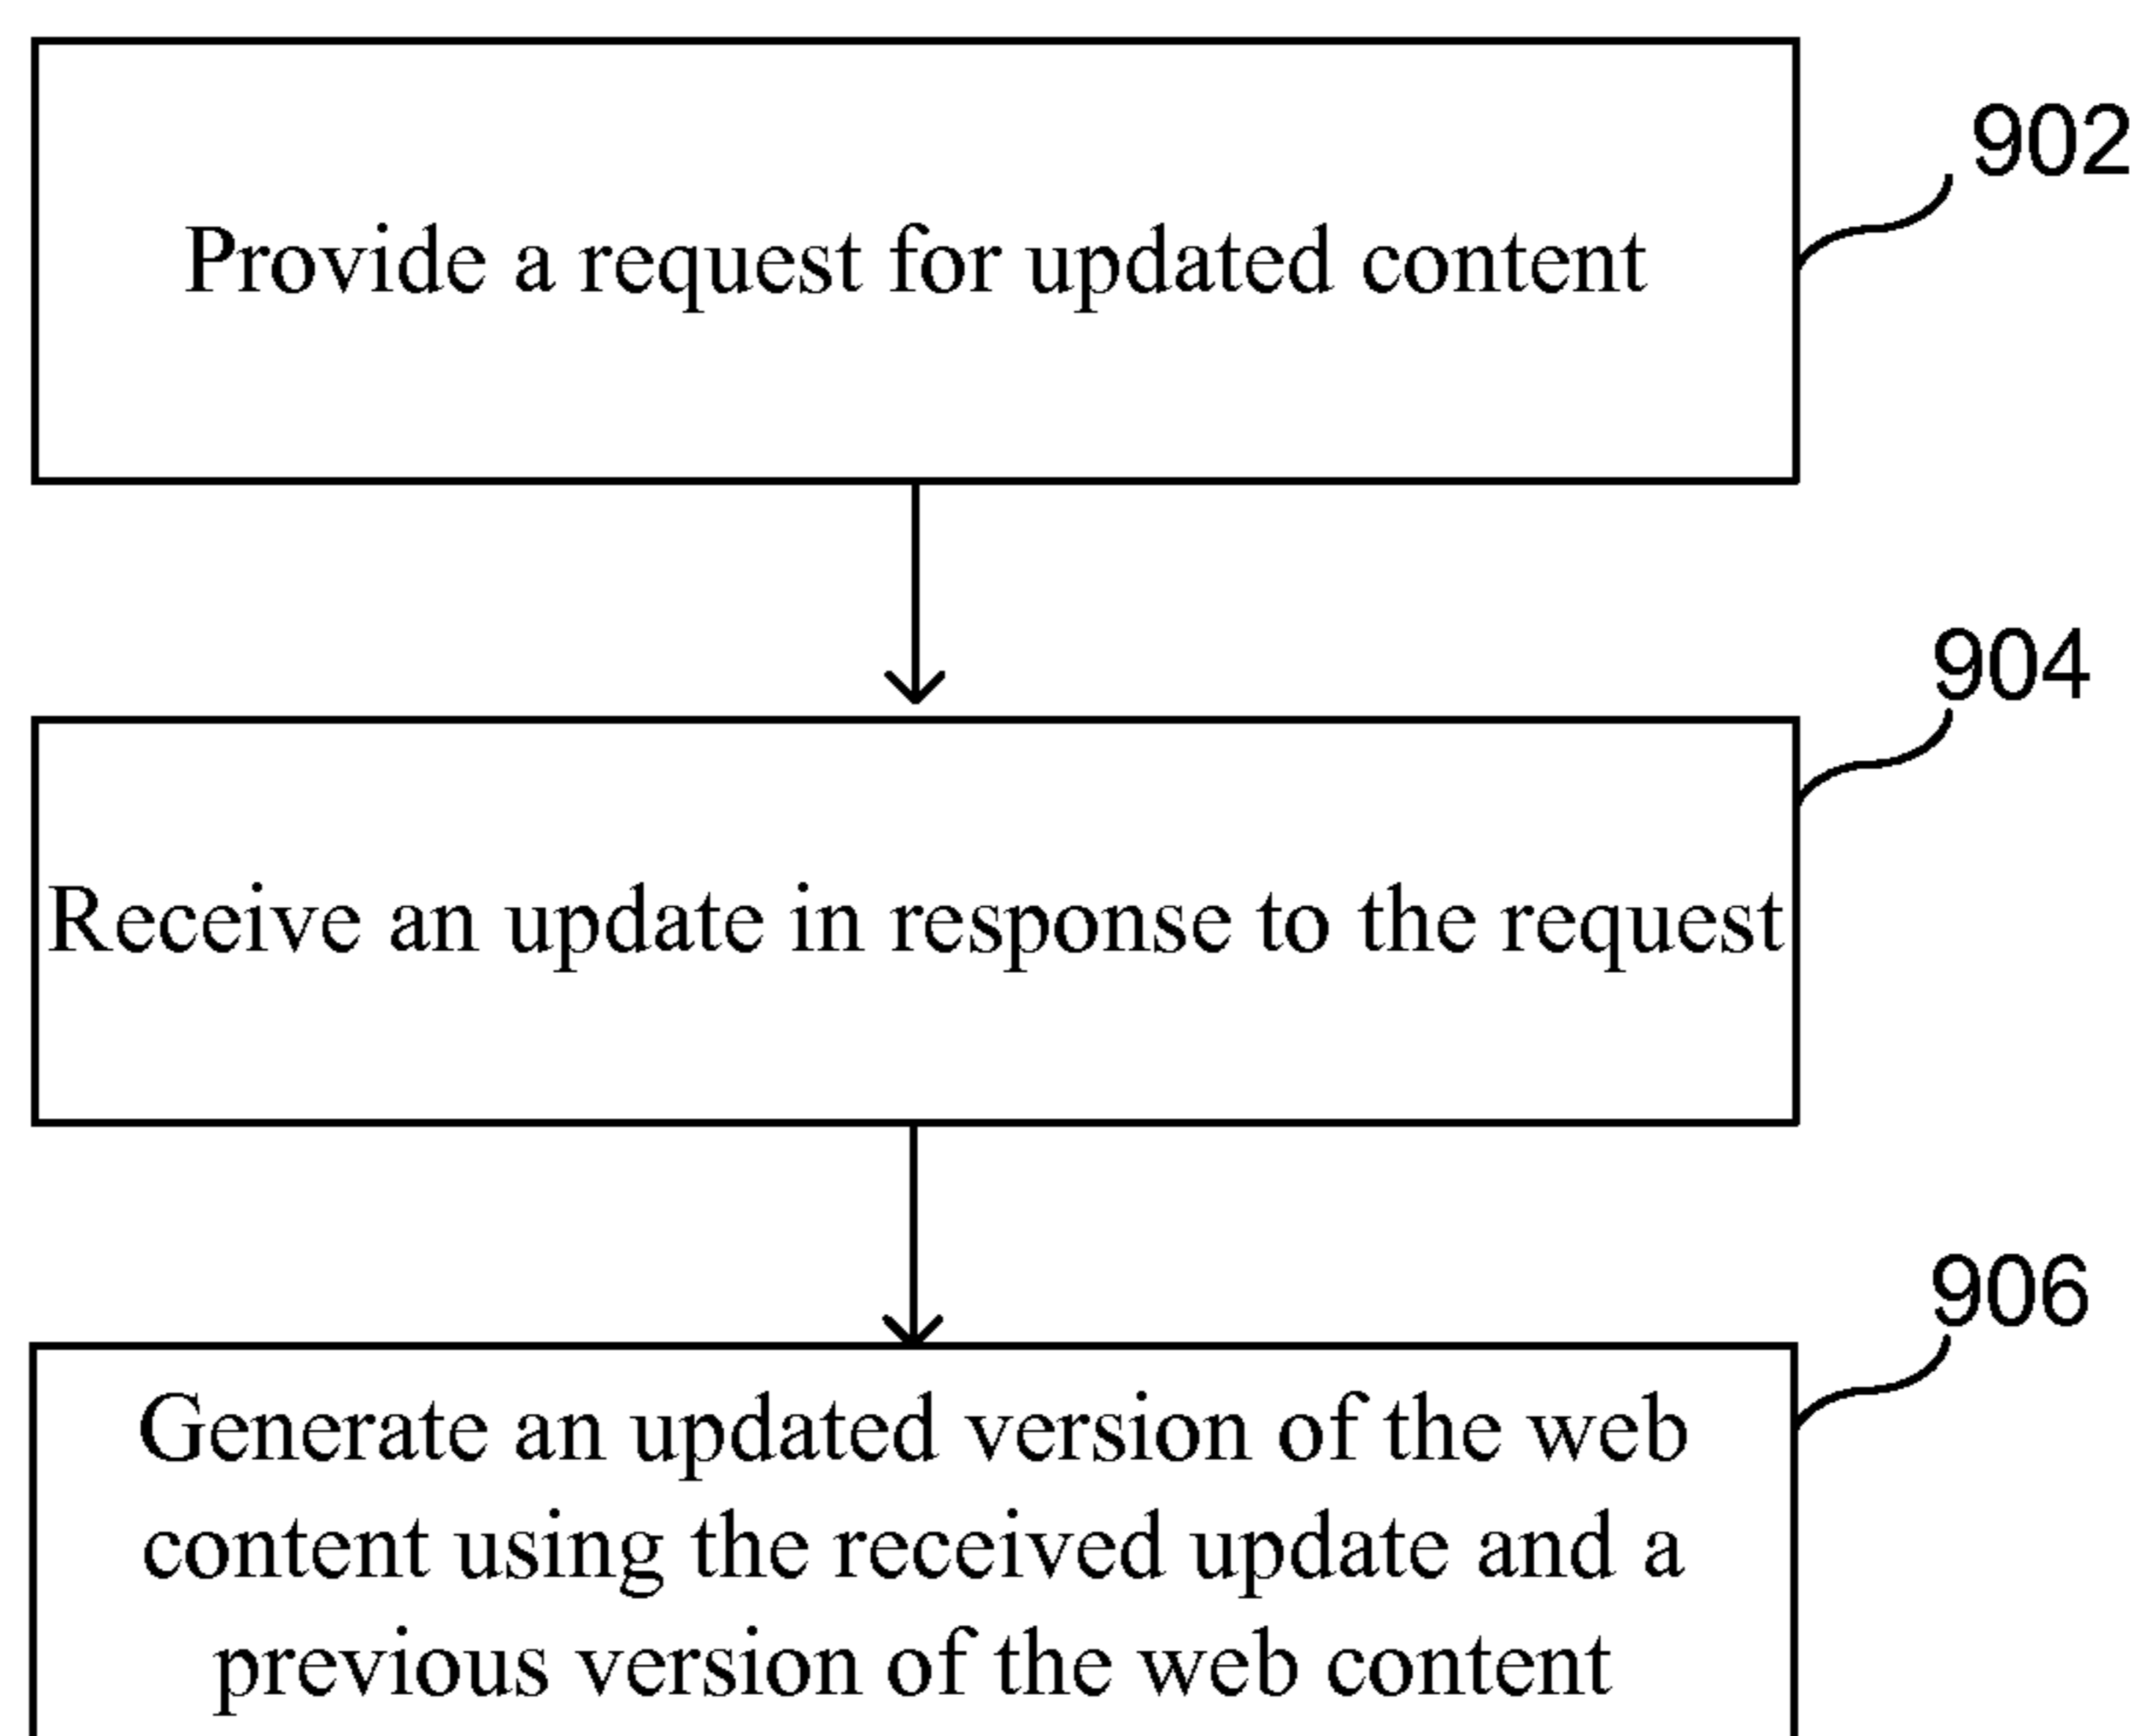 902
Provide a request for updated content
904
Receive an update in response to the request
906
Generate an updated version of the web
content using the received update and a
previous version of the web content